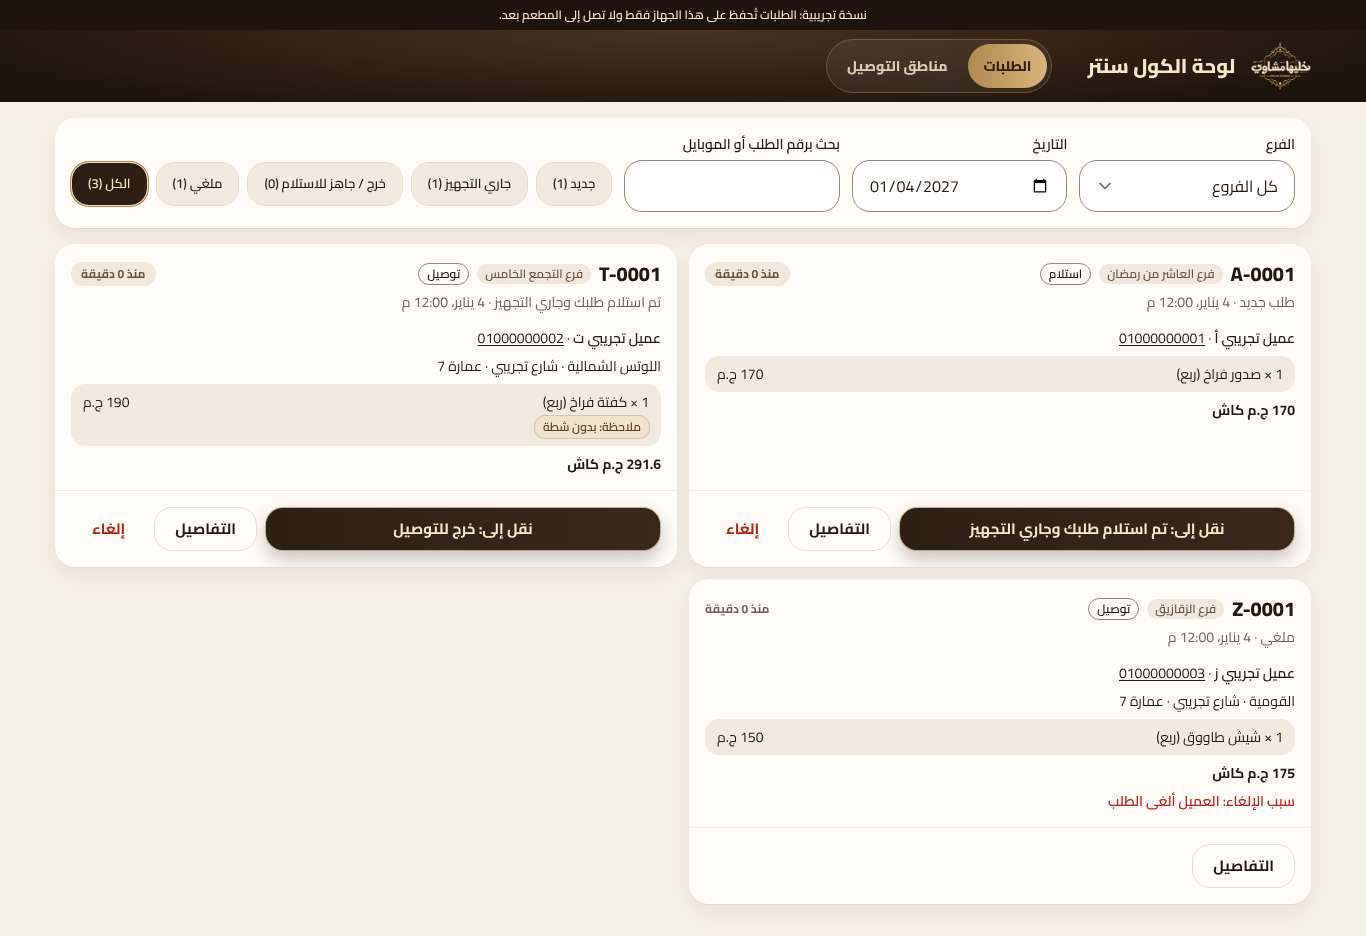 نسخة تجريبية: الطلبات تُحفظ على هذا الجهاز فقط ولا تصل إلى المطعم بعد.
خليها مشاوي
لوحة الكول سنتر
الطلبات
مناطق التوصيل
الفرع
كل الفروع
التاريخ
01/04/2027
بحث برقم الطلب أو الموبايل
جديد (1)
جاري التجهيز (1)
خرج / جاهز للاستلام (0)
ملغي (1)
الكل (3)
A-0001 فرع العاشر من رمضان استلام منذ 0 دقيقة
طلب جديد · 4 يناير، 12:00 م
عميل تجريبي أ · 01000000001
1 × صدور فراخ (ربع) 170 ج.م
170 ج.م كاش
نقل إلى: تم استلام طلبك وجاري التجهيز التفاصيل إلغاء
T-0001 فرع التجمع الخامس توصيل منذ 0 دقيقة
تم استلام طلبك وجاري التجهيز · 4 يناير، 12:00 م
عميل تجريبي ت · 01000000002
اللوتس الشمالية · شارع تجريبي · عمارة 7
1 × كفتة فراخ (ربع) 190 ج.م
ملاحظة: بدون شطة
291.6 ج.م كاش
نقل إلى: خرج للتوصيل التفاصيل إلغاء
Z-0001 فرع الزقازيق توصيل منذ 0 دقيقة
ملغي · 4 يناير، 12:00 م
عميل تجريبي ز · 01000000003
القومية · شارع تجريبي · عمارة 7
1 × شيش طاووق (ربع) 150 ج.م
175 ج.م كاش
سبب الإلغاء: العميل ألغى الطلب
التفاصيل